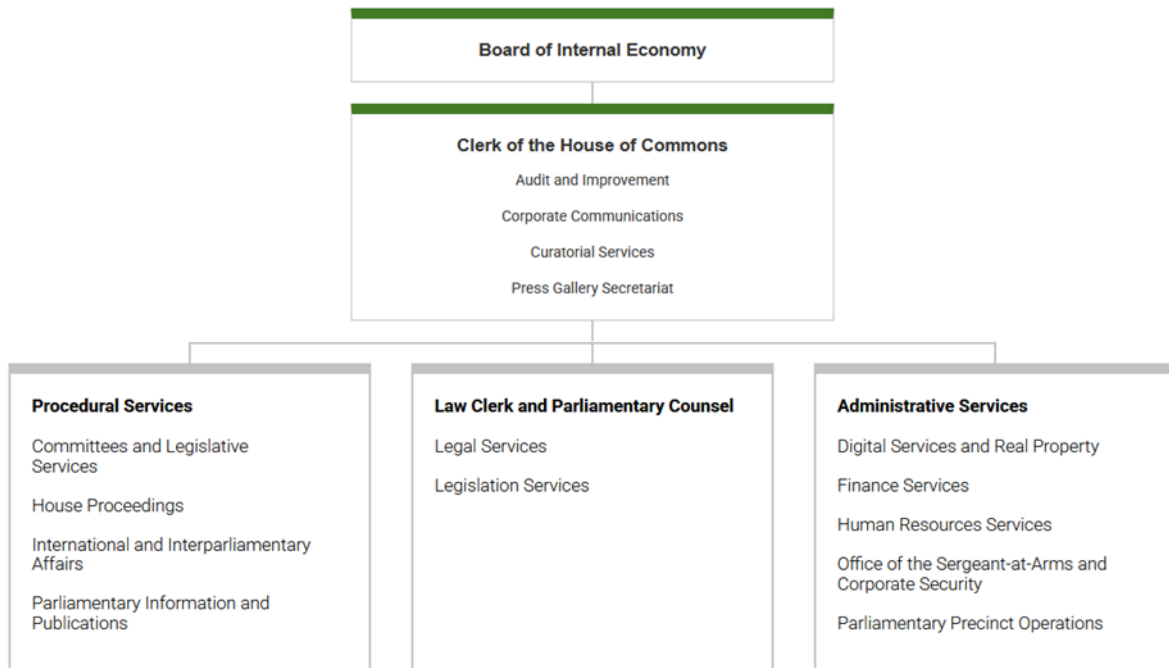 Board of Internal Economy
Clerk of the House of Commons
Audit and Improvement
Corporate Communications
Curatorial Services
Press Gallery Secretariat
Procedural Services
Committees and Legislative
Services
House Proceedings
International and Interparliamentary
Affairs
Parliamentary Information and
Publications
Law Clerk and Parliamentary Counsel
Legal Services
Legislation Services
Administrative Services
Digital Services and Real Property
Finance Services
Human Resources Services
Office of the Sergeant-at-Arms and
Corporate Security
Parliamentary Precinct Operations